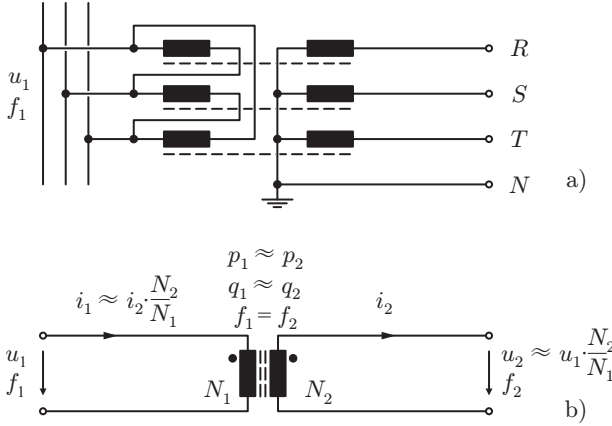 u₁
f₁
R
S
T
N
a)
p₁ ≈ p₂
q₁ ≈ q₂
f₁ = f₂
i₁ ≈ i₂·N₂/N₁
i₂
u₁
f₁
N₁
N₂
u₂ ≈ u₁·N₂/N₁
f₂
b)